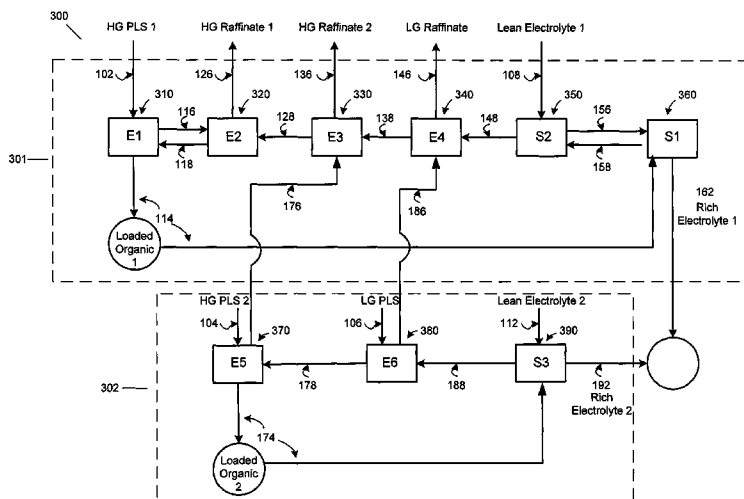 300
HG PLS 1
HG Raffinate 1
HG Raffinate 2
LG Raffinate
Lean Electrolyte 1
102
126
136
146
108
310
320
330
340
350
360
E1
116
118
E2
128
E3
138
E4
148
S2
156
158
S1
301
176
186
162
Rich
Electrolyte 1
114
Loaded
Organic
1
HG PLS 2
LG PLS
Lean Electrolyte 2
104
370
106
380
112
390
E5
178
E6
188
S3
192
Rich
Electrolyte 2
302
174
Loaded
Organic
2